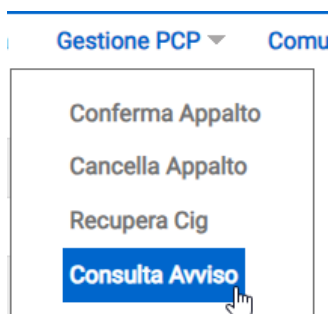 Gestione PCP Comu
Conferma Appalto
Cancella Appalto
Recupera Cig
Consulta Avviso